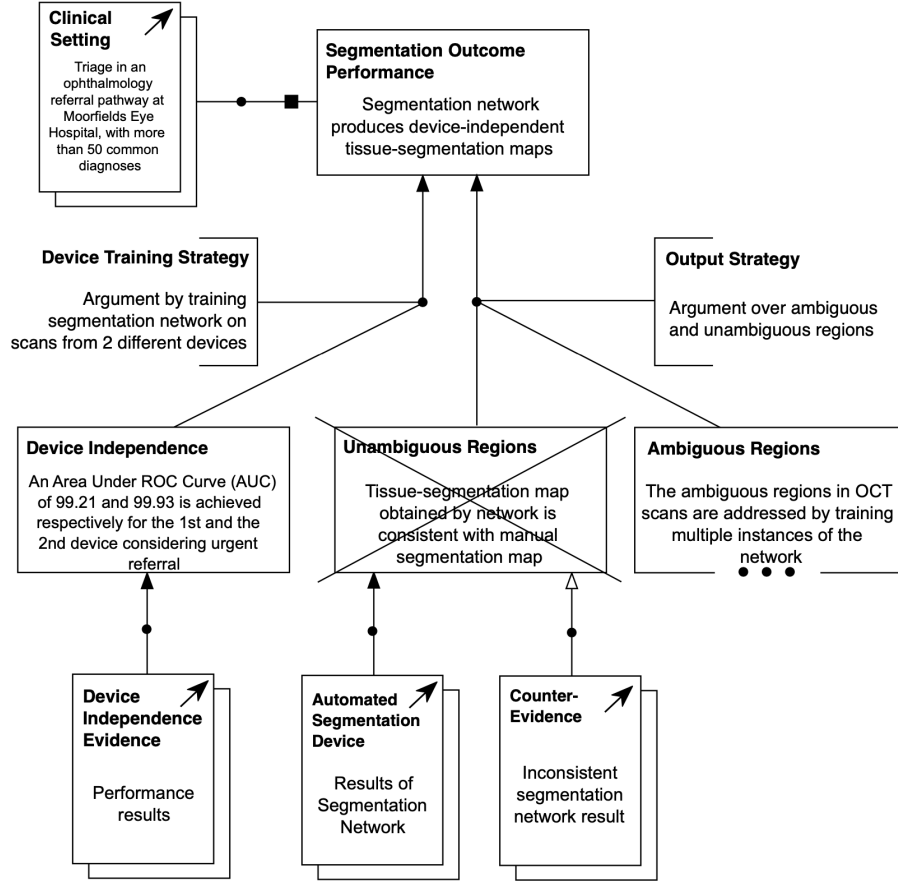 Clinical
Setting
Triage in an
ophthalmology
referral pathway at
Moorfields Eye
Hospital, with more
than 50 common
diagnoses
Segmentation Outcome
Performance
Segmentation network
produces device-independent
tissue-segmentation maps
Device Training Strategy
Argument by training
segmentation network on
scans from 2 different devices
Output Strategy
Argument over ambiguous
and unambiguous regions
Device Independence
An Area Under ROC Curve (AUC)
of 99.21 and 99.93 is achieved
respectively for the 1st and the
2nd device considering urgent
referral
Unambiguous Regions
Tissue-segmentation map
obtained by network is
consistent with manual
segmentation map
Ambiguous Regions
The ambiguous regions in OCT
scans are addressed by training
multiple instances of the
network
Device
Independence
Evidence
Performance
results
Automated
Segmentation
Device
Results of
Segmentation
Network
Counter-
Evidence
Inconsistent
segmentation
network result